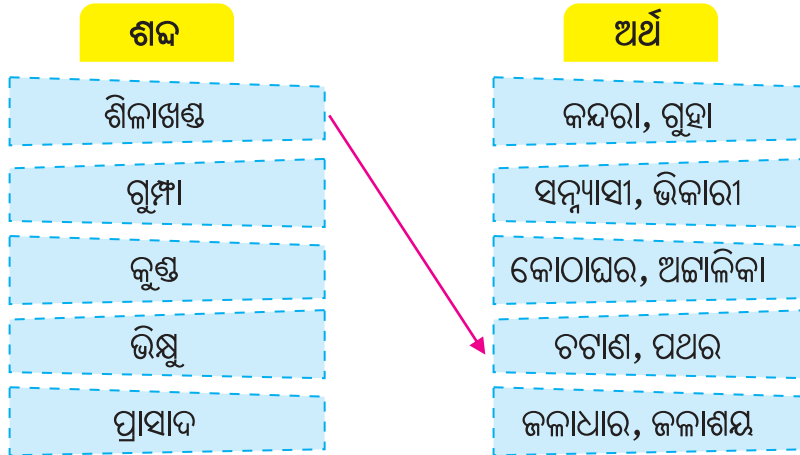 ଶବ୍ଦ ଅର୍ଥ
ଶିଳାଖଣ୍ଡ କନ୍ଦରା, ଗୁହା
ଗୁମ୍ଫା ସନ୍ନ୍ୟାସୀ, ଭିକାରୀ
କୁଣ୍ଡ କୋଠାଘର, ଅଟ୍ଟାଳିକା
ଭିକ୍ଷୁ ଚଟାଣ, ପଥର
ପ୍ରାସାଦ ଜଳାଧାର, ଜଳାଶୟ